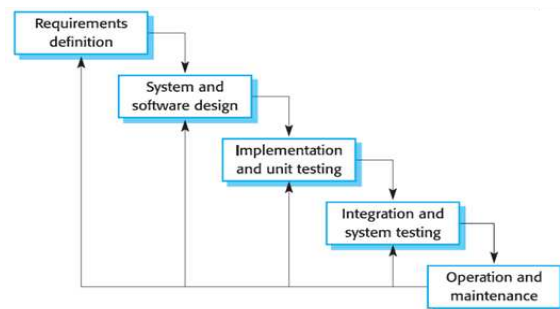 Requirements
definition
System and
software design
Implementation
and unit testing
Integration and
system testing
Operation and
maintenance